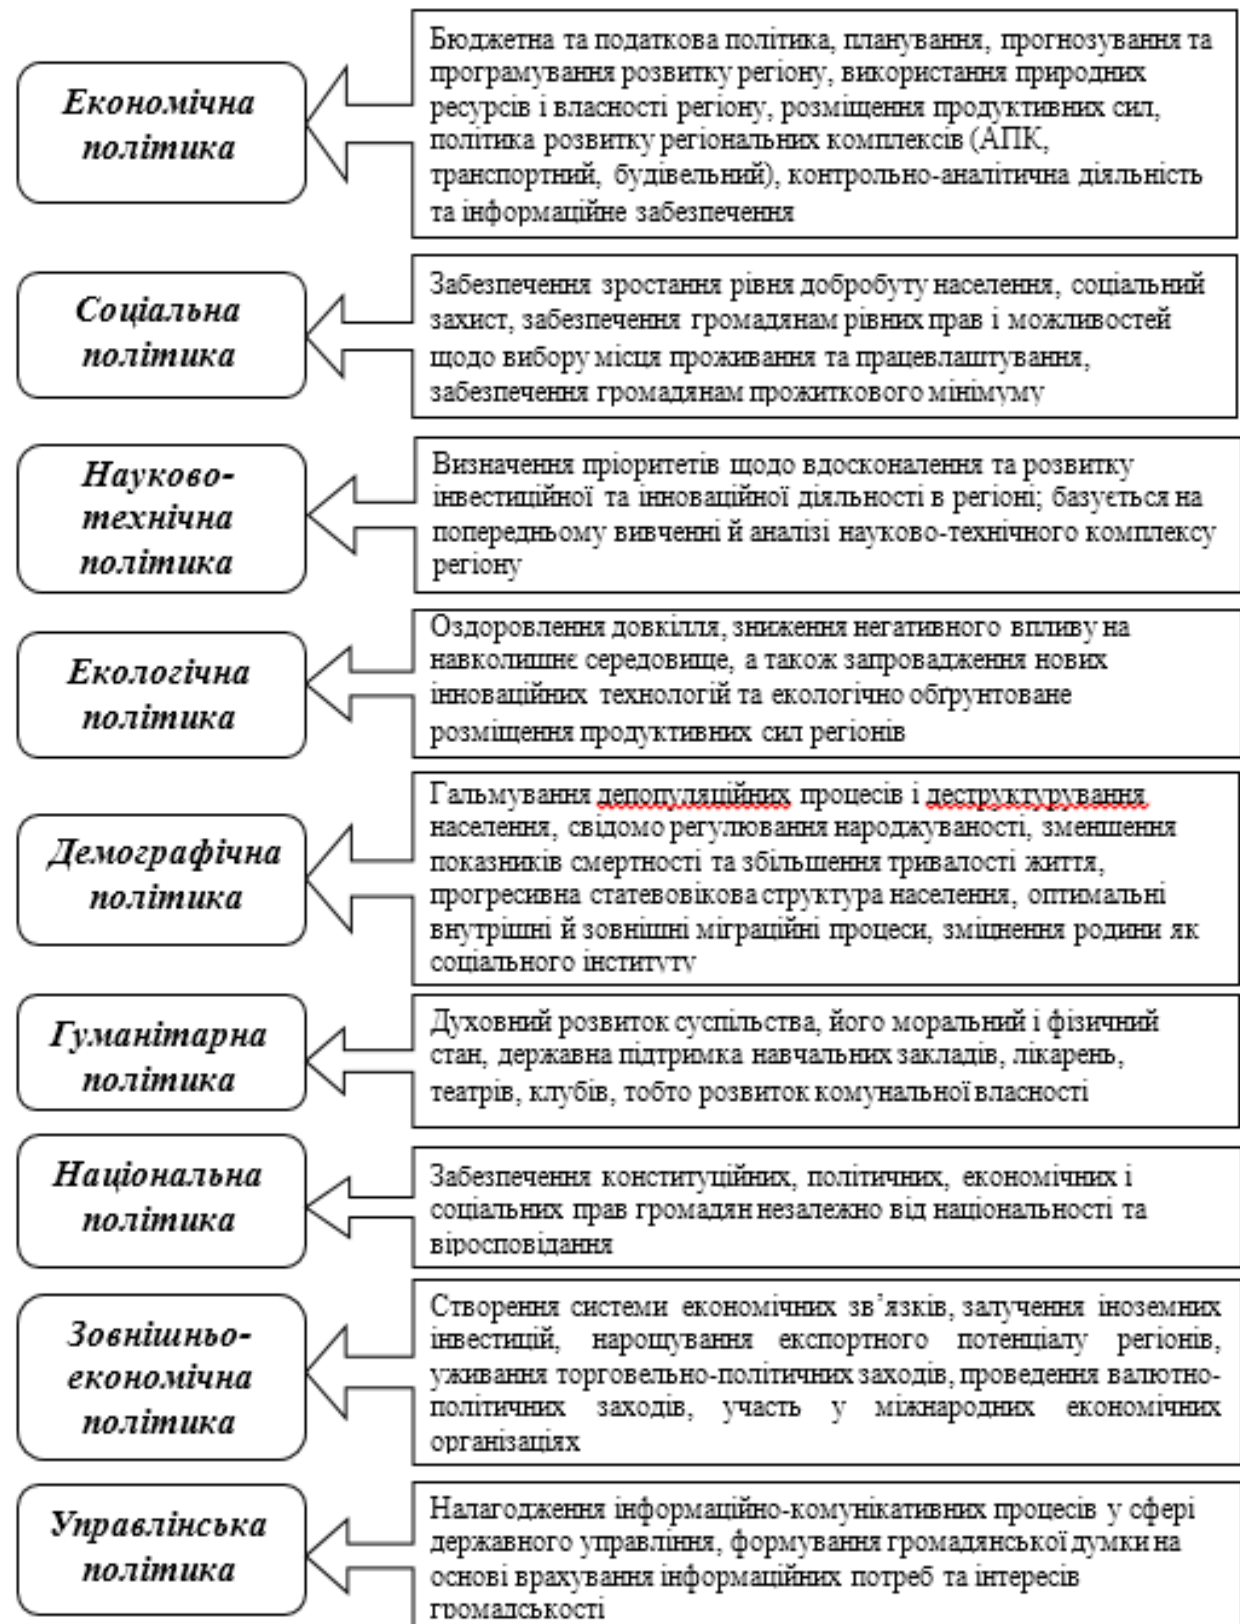 Економічна
політика
Бюджетна та податкова політика, планування, прогнозування та
програмування розвитку регіону, використання природних
ресурсів і власності регіону, розміщення продуктивних сил,
політика розвитку регіональних комплексів (АПК,
транспортний, будівельний), контрольно-аналітична діяльність
та інформаційне забезпечення
Соціальна
політика
Забезпечення зростання рівня добробуту населення, соціальний
захист, забезпечення громадянам рівних прав і можливостей
щодо вибору місця проживання та працевлаштування,
забезпечення громадянам прожиткового мінімуму
Науково-
технічна
політика
Визначення пріоритетів щодо вдосконалення та розвитку
інвестиційної та інноваційної діяльності в регіоні; базується на
попередньому вивченні й аналізі науково-технічного комплексу
регіону
Екологічна
політика
Оздоровлення довкілля, зниження негативного впливу на
навколишнє середовище, а також запровадження нових
інноваційних технологій та екологічно обґрунтоване
розміщення продуктивних сил регіонів
Демографічна
політика
Гальмування депопуляційних процесів і деструктурування
населення, свідомо регулювання народжуваності, зменшення
показників смертності та збільшення тривалості життя,
прогресивна статевовікова структура населення, оптимальні
внутрішні й зовнішні міграційні процеси, зміцнення родини як
соціального інституту
Гуманітарна
політика
Духовний розвиток суспільства, його моральний і фізичний
стан, державна підтримка навчальних закладів, лікарень,
театрів, клубів, тобто розвиток комунальної власності
Національна
політика
Забезпечення конституційних, політичних, економічних і
соціальних прав громадян незалежно від національності та
віросповідання
Зовнішньо-
економічна
політика
Створення системи економічних зв’язків, залучення іноземних
інвестицій, нарощування експортного потенціалу регіонів,
уживання торговельно-політичних заходів, проведення валютно-
політичних заходів, участь у міжнародних економічних
організаціях
Управлінська
політика
Налагодження інформаційно-комунікативних процесів у сфері
державного управління, формування громадянської думки на
основі врахування інформаційних потреб та інтересів
громадськості